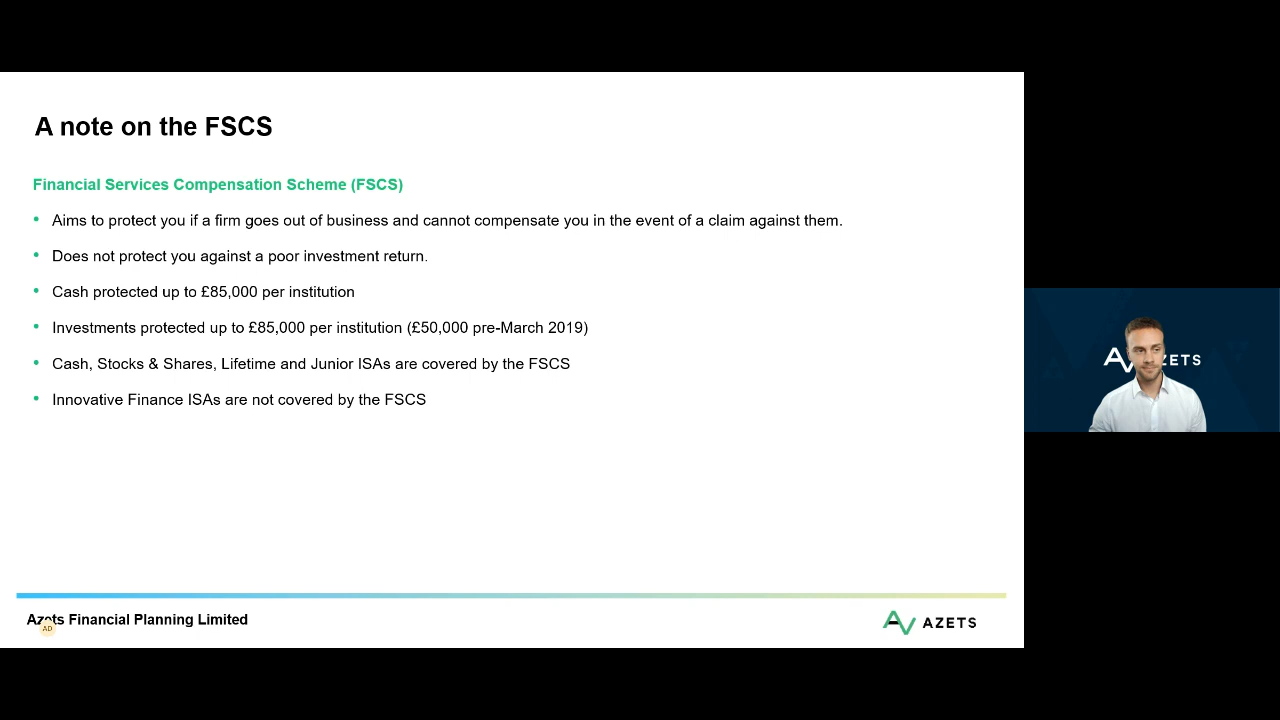 A note on the FSCS
Financial Services Compensation Scheme (FSCS)
• Aims to protect you if a firm goes out of business and cannot compensate you in the event of a claim against them.
• Does not protect you against a poor investment return.
• Cash protected up to £85,000 per institution
• Investments protected up to £85,000 per institution (£50,000 pre-March 2019)
• Cash, Stocks & Shares, Lifetime and Junior ISAs are covered by the FSCS
• Innovative Finance ISAs are not covered by the FSCS
Azets Financial Planning Limited
AD
AZETS
AZETS